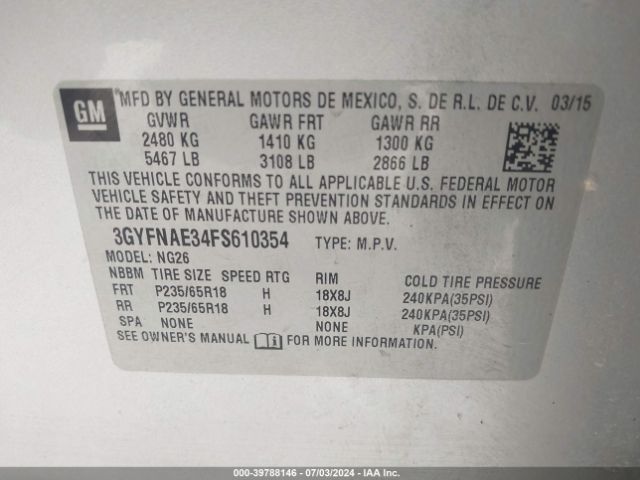 GM
MFD BY GENERAL MOTORS DE MEXICO, S. DE R.L. DE C.V. 03/15
GVWR GAWR FRT GAWR RR
2480 KG 1410 KG 1300 KG
5467 LB 3108 LB 2866 LB
THIS VEHICLE CONFORMS TO ALL APPLICABLE U.S. FEDERAL MOTOR
VEHICLE SAFETY AND THEFT PREVENTION STANDARDS IN EFFECT ON
THE DATE OF MANUFACTURE SHOWN ABOVE.
3GYFNAE34FS610354 TYPE: M.P.V.
MODEL: NG26
NBBM TIRE SIZE SPEED RTG RIM COLD TIRE PRESSURE
FRT P235/65R18 H 18X8J 240KPA(35PSI)
RR P235/65R18 H 18X8J 240KPA(35PSI)
SPA NONE NONE KPA(PSI)
SEE OWNER'S MANUAL FOR MORE INFORMATION.
000-39788146 - 07/03/2024 - IAA Inc.